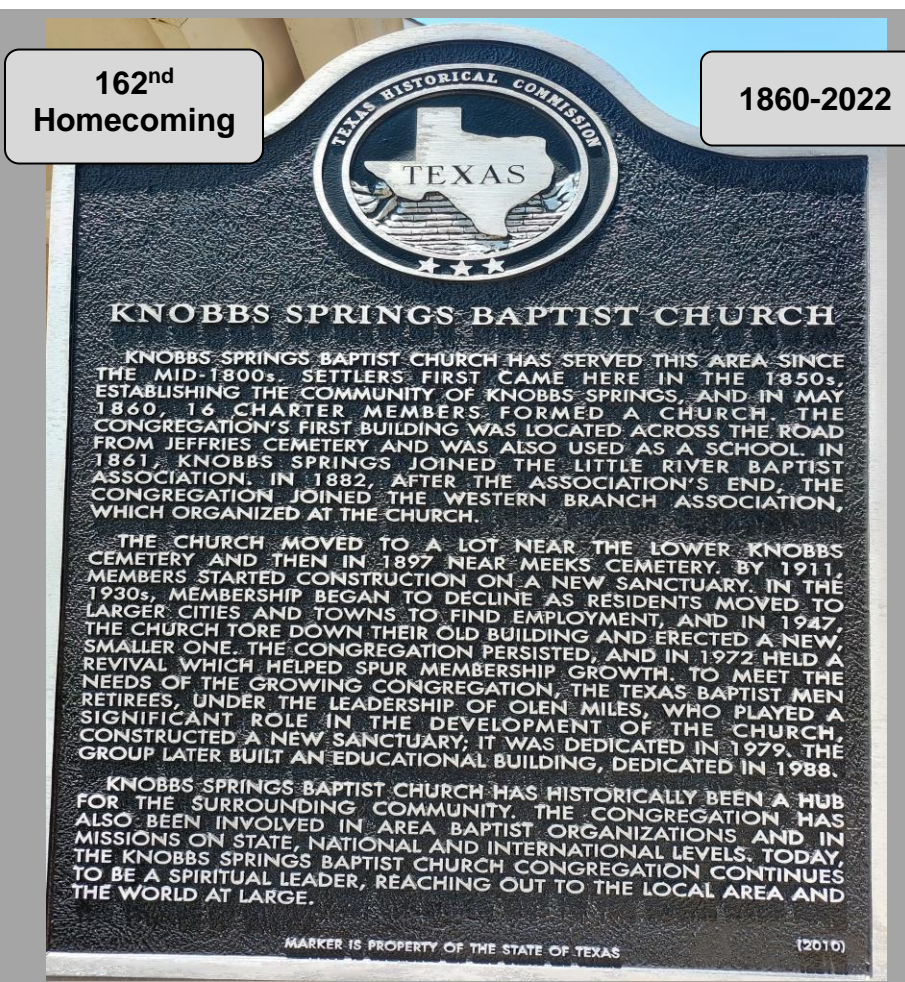 162nd
Homecoming
1860-2022
TEXAS HISTORICAL COMMISSION
TEXAS
KNOBBS SPRINGS BAPTIST CHURCH
KNOBBS SPRINGS BAPTIST CHURCH HAS SERVED THIS AREA SINCE
THE MID-1800s. SETTLERS FIRST CAME HERE IN THE 1850s,
ESTABLISHING THE COMMUNITY OF KNOBBS SPRINGS, AND IN MAY
1860, 16 CHARTER MEMBERS FORMED A CHURCH. THE
CONGREGATION'S FIRST BUILDING WAS LOCATED ACROSS THE ROAD
FROM JEFFRIES CEMETERY AND WAS ALSO USED AS A SCHOOL. IN
1861, KNOBBS SPRINGS JOINED THE LITTLE RIVER BAPTIST
ASSOCIATION. IN 1882, AFTER THE ASSOCIATION'S END, THE
CONGREGATION JOINED THE WESTERN BRANCH ASSOCIATION,
WHICH ORGANIZED AT THE CHURCH.
THE CHURCH MOVED TO A LOT NEAR THE LOWER KNOBBS
CEMETERY AND THEN IN 1897 NEAR MEEKS CEMETERY. BY 1911,
MEMBERS STARTED CONSTRUCTION ON A NEW SANCTUARY. IN THE
1930s, MEMBERSHIP BEGAN TO DECLINE AS RESIDENTS MOVED TO
LARGER CITIES AND TOWNS TO FIND EMPLOYMENT, AND IN 1947,
THE CHURCH TORE DOWN THEIR OLD BUILDING AND ERECTED A NEW,
SMALLER ONE. THE CONGREGATION PERSISTED, AND IN 1972 HELD A
REVIVAL WHICH HELPED SPUR MEMBERSHIP GROWTH. TO MEET THE
NEEDS OF THE GROWING CONGREGATION, THE TEXAS BAPTIST MEN
RETIREES, UNDER THE LEADERSHIP OF OLEN MILES, WHO PLAYED A
SIGNIFICANT ROLE IN THE DEVELOPMENT OF THE CHURCH,
CONSTRUCTED A NEW SANCTUARY; IT WAS DEDICATED IN 1979. THE
GROUP LATER BUILT AN EDUCATIONAL BUILDING, DEDICATED IN 1988.
KNOBBS SPRINGS BAPTIST CHURCH HAS HISTORICALLY BEEN A HUB
FOR THE SURROUNDING COMMUNITY. THE CONGREGATION HAS
ALSO BEEN INVOLVED IN AREA BAPTIST ORGANIZATIONS AND IN
MISSIONS ON STATE, NATIONAL AND INTERNATIONAL LEVELS. TODAY,
THE KNOBBS SPRINGS BAPTIST CHURCH CONGREGATION CONTINUES
TO BE A SPIRITUAL LEADER, REACHING OUT TO THE LOCAL AREA AND
THE WORLD AT LARGE.
MARKER IS PROPERTY OF THE STATE OF TEXAS
(2010)